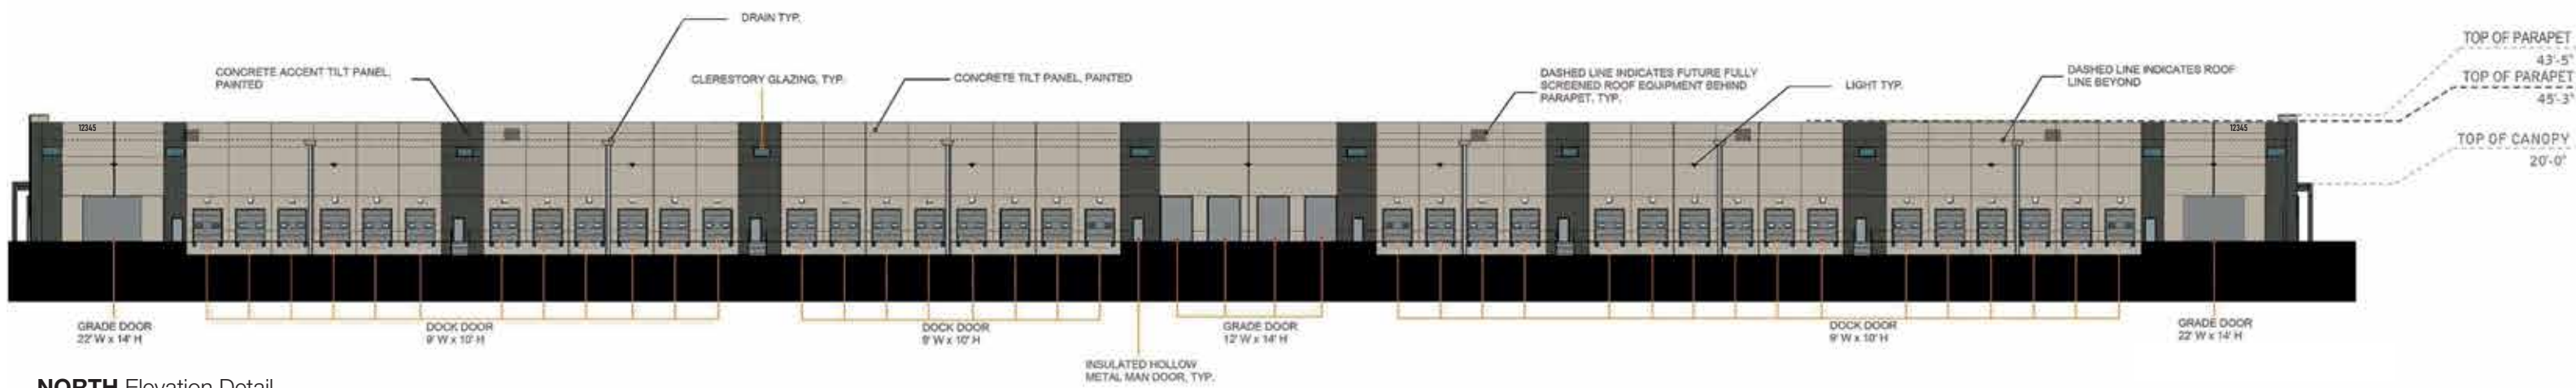 DRAIN TYP.
CONCRETE ACCENT TILT PANEL,
PAINTED
CLERESTORY GLAZING, TYP.
CONCRETE TILT PANEL, PAINTED
DASHED LINE INDICATES FUTURE FULLY
SCREENED ROOF EQUIPMENT BEHIND
PARAPET, TYP.
LIGHT TYP.
DASHED LINE INDICATES ROOF
LINE BEYOND
TOP OF PARAPET
43'-5"
TOP OF PARAPET
45'-3"
TOP OF CANOPY
20'-0"
12345
12345
GRADE DOOR
22' W x 14' H
DOCK DOOR
9' W x 10' H
DOCK DOOR
9' W x 10' H
GRADE DOOR
12' W x 14' H
DOCK DOOR
9' W x 10' H
GRADE DOOR
22' W x 14' H
INSULATED HOLLOW
METAL MAN DOOR, TYP.
NORTH Elevation Detail